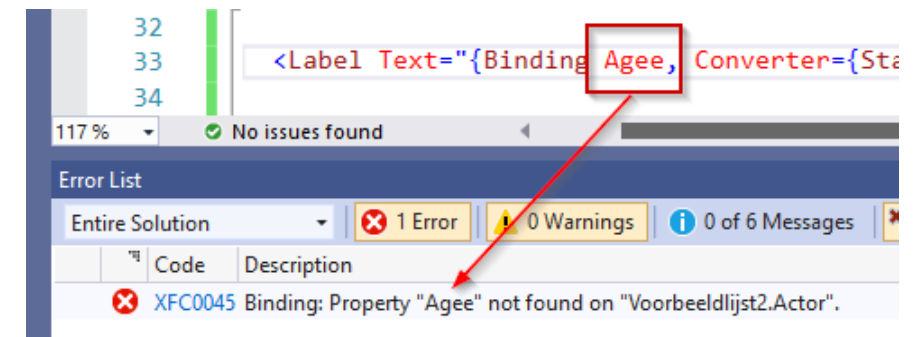 32
33 <Label Text="{Binding Agee, Converter={Sta
34
117 % No issues found
Error List
Entire Solution 1 Error 0 Warnings 0 of 6 Messages
Code Description
XFC0045 Binding: Property "Agee" not found on "Voorbeeldlijst2.Actor".